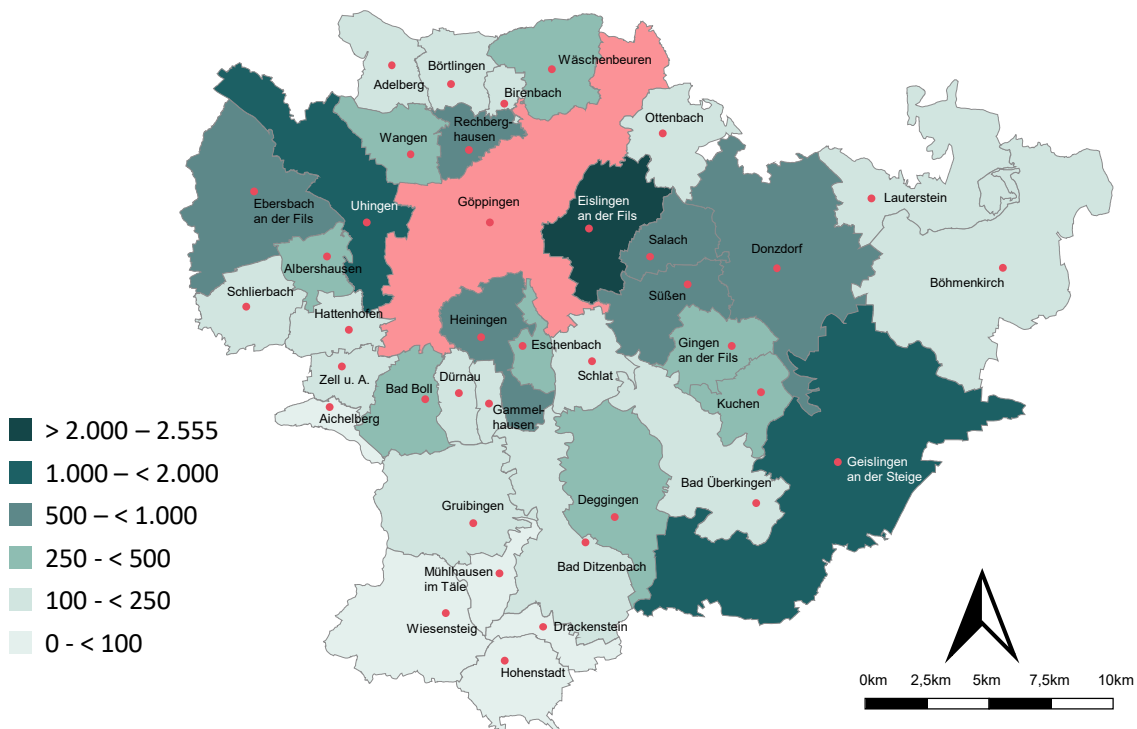 Wäschenbeuren
Börtlingen
Adelberg
Birenbach
Ottenbach
Rechberg-
hausen
Wangen
Ebersbach
an der Fils
Uhingen
Göppingen
Eislingen
an der Fils
Lauterstein
Salach
Donzdorf
Albershausen
Böhmenkirch
Schlierbach
Süßen
Hattenhofen
Heiningen
Eschenbach
Gingen
an der Fils
Zell u. A.
Bad Boll
Dürnau
Schlat
Kuchen
Aichelberg
Gammel-
hausen
> 2.000 – 2.555
1.000 – < 2.000
500 – < 1.000
250 - < 500
100 - < 250
0 - < 100
Geislingen
an der Steige
Bad Überkingen
Deggingen
Gruibingen
Bad Ditzenbach
Mühlhausen
im Täle
Wiesensteig
Drackenstein
Hohenstadt
0km 2,5km 5km 7,5km 10km